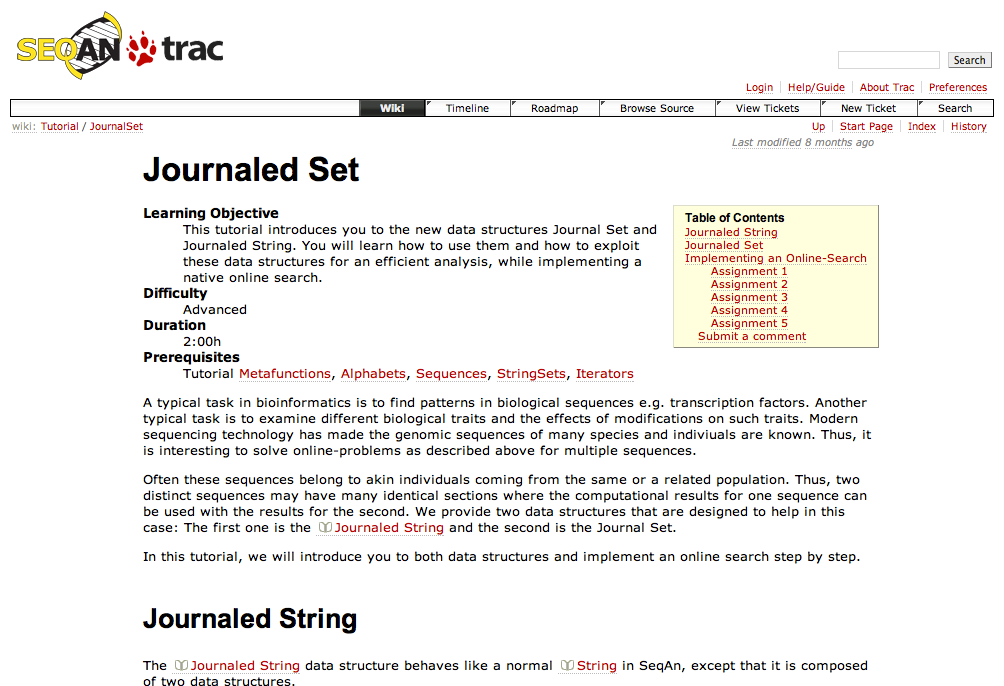 SEQAN trac
Search
Login Help/Guide About Trac Preferences
Wiki Timeline Roadmap Browse Source View Tickets New Ticket Search
wiki: Tutorial / JournalSet
Up Start Page Index History
Last modified 8 months ago
Journaled Set
Learning Objective
This tutorial introduces you to the new data structures Journal Set and
Journaled String. You will learn how to use them and how to exploit
these data structures for an efficient analysis, while implementing a
native online search.
Difficulty
Advanced
Duration
2:00h
Prerequisites
Tutorial Metafunctions, Alphabets, Sequences, StringSets, Iterators
Table of Contents
Journaled String
Journaled Set
Implementing an Online-Search
Assignment 1
Assignment 2
Assignment 3
Assignment 4
Assignment 5
Submit a comment
A typical task in bioinformatics is to find patterns in biological sequences e.g. transcription factors. Another
typical task is to examine different biological traits and the effects of modifications on such traits. Modern
sequencing technology has made the genomic sequences of many species and indiviuals are known. Thus, it
is interesting to solve online-problems as described above for multiple sequences.
Often these sequences belong to akin individuals coming from the same or a related population. Thus, two
distinct sequences may have many identical sections where the computational results for one sequence can
be used with the results for the second. We provide two data structures that are designed to help in this
case: The first one is the Journaled String and the second is the Journal Set.
In this tutorial, we will introduce you to both data structures and implement an online search step by step.
Journaled String
The Journaled String data structure behaves like a normal String in SeqAn, except that it is composed
of two data structures.